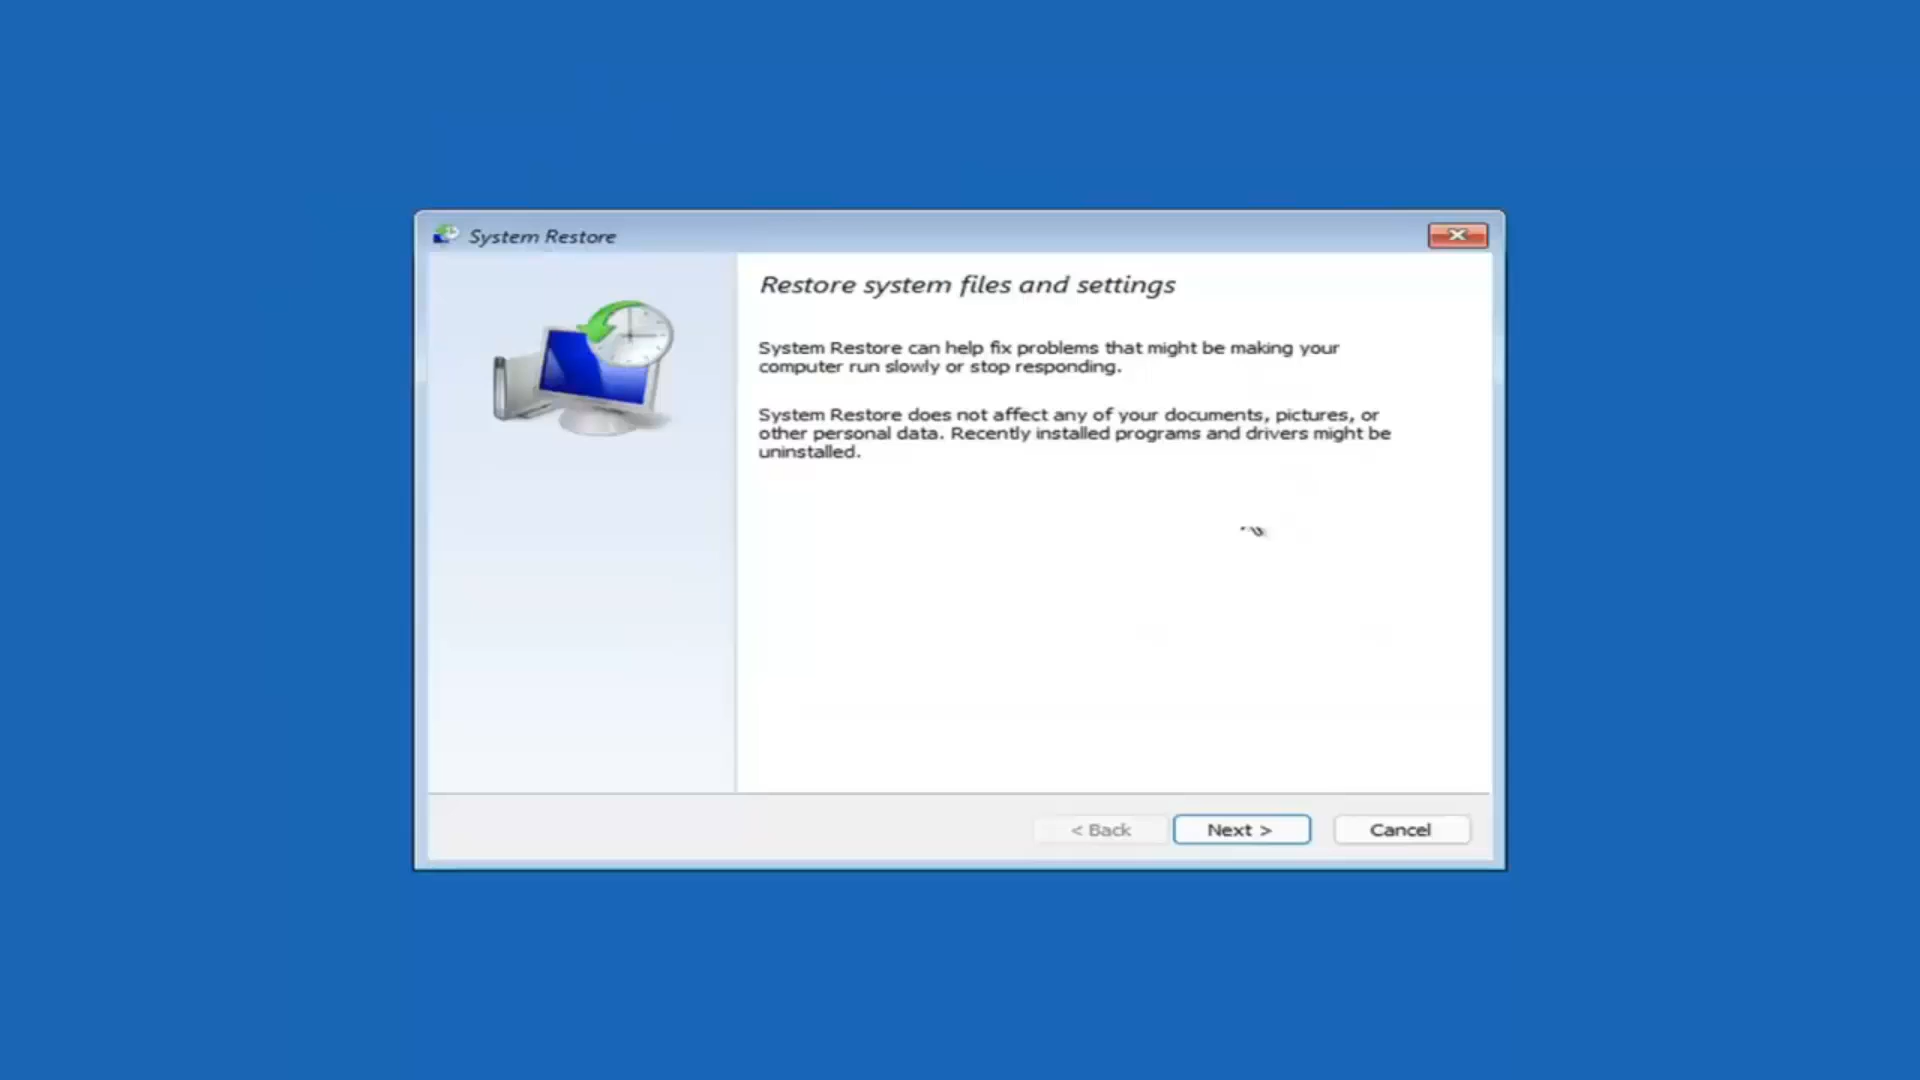 System Restore
Restore system files and settings
System Restore can help fix problems that might be making your
computer run slowly or stop responding.
System Restore does not affect any of your documents, pictures, or
other personal data. Recently installed programs and drivers might be
uninstalled.
< Back Next > Cancel